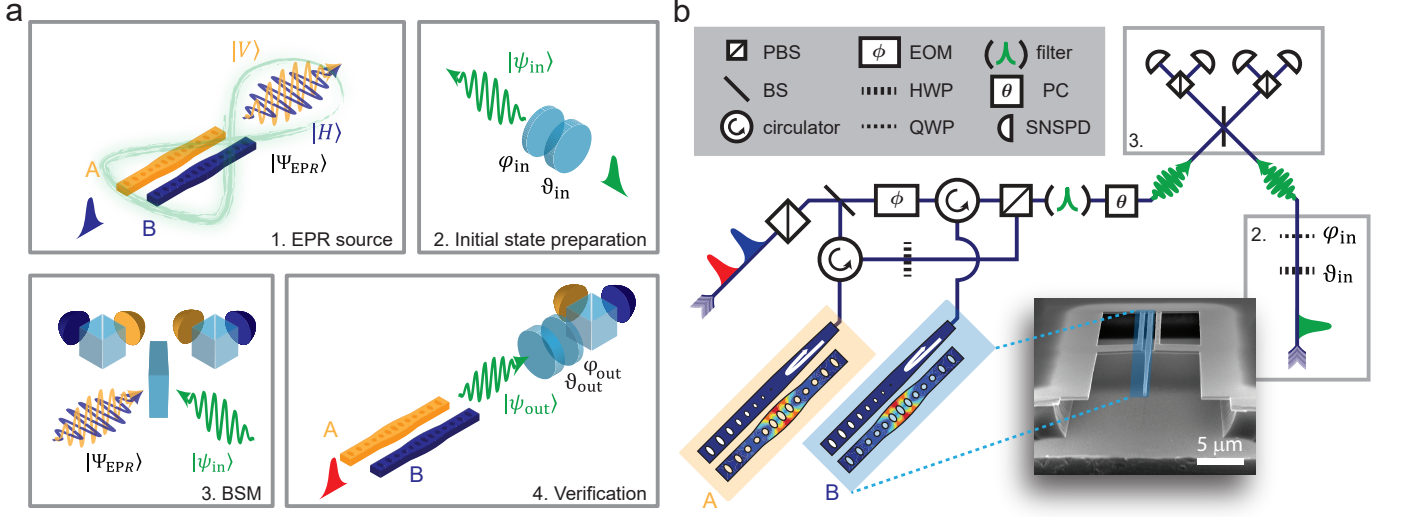 a
|V⟩
|H⟩
|Ψ_EPR⟩
A
B
1. EPR source
|ψ_in⟩
φ_in
ϑ_in
2. Initial state preparation
|Ψ_EPR⟩
|ψ_in⟩
3. BSM
φ_out
ϑ_out
|ψ_out⟩
A
B
4. Verification
b
PBS
ϕ EOM
filter
BS
HWP
θ PC
circulator
QWP
SNSPD
3.
ϕ
θ
2.
φ_in
ϑ_in
A
B
5 μm